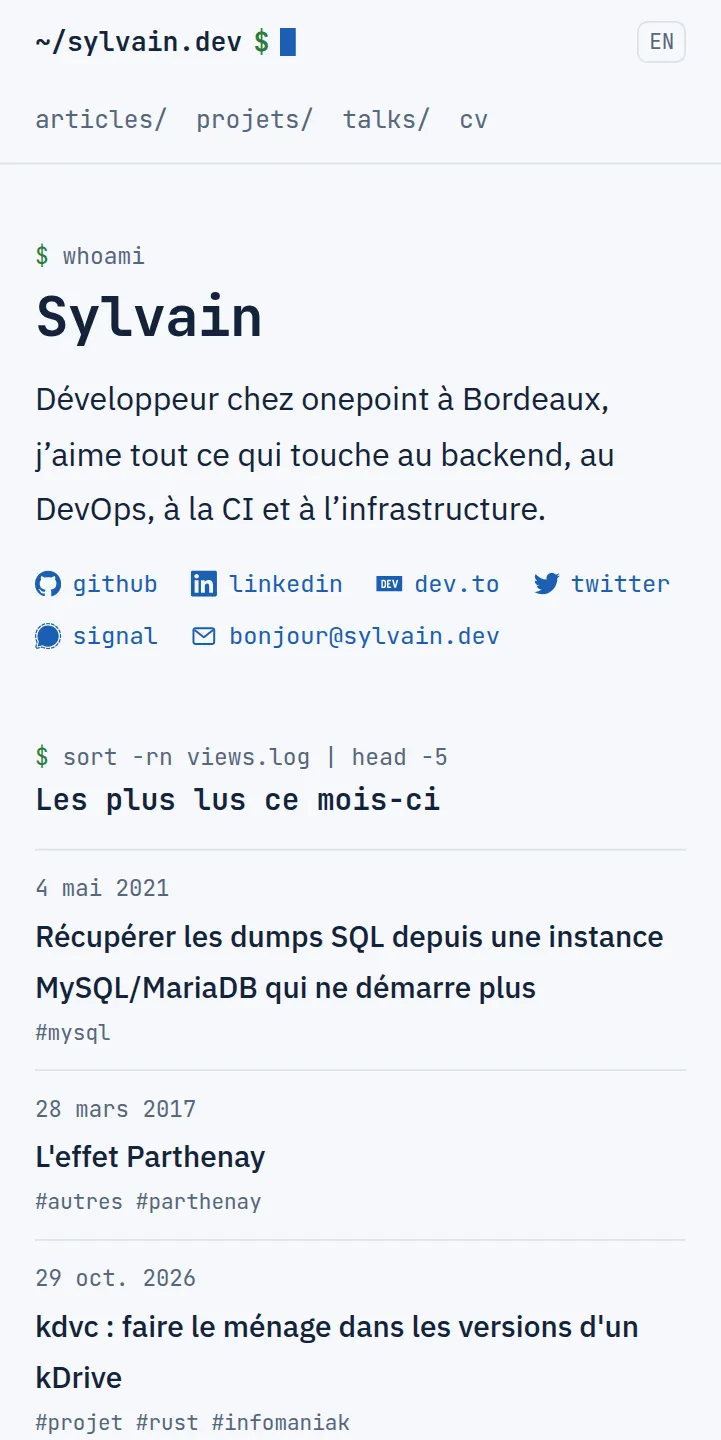 ~/sylvain.dev $
EN
articles/ projets/ talks/ cv
$ whoami
Sylvain
Développeur chez onepoint à Bordeaux,
j’aime tout ce qui touche au backend, au
DevOps, à la CI et à l’infrastructure.
github linkedin DEV dev.to twitter
signal bonjour@sylvain.dev
$ sort -rn views.log | head -5
Les plus lus ce mois-ci
4 mai 2021
Récupérer les dumps SQL depuis une instance
MySQL/MariaDB qui ne démarre plus
#mysql
28 mars 2017
L'effet Parthenay
#autres #parthenay
29 oct. 2026
kdvc : faire le ménage dans les versions d'un
kDrive
#projet #rust #infomaniak